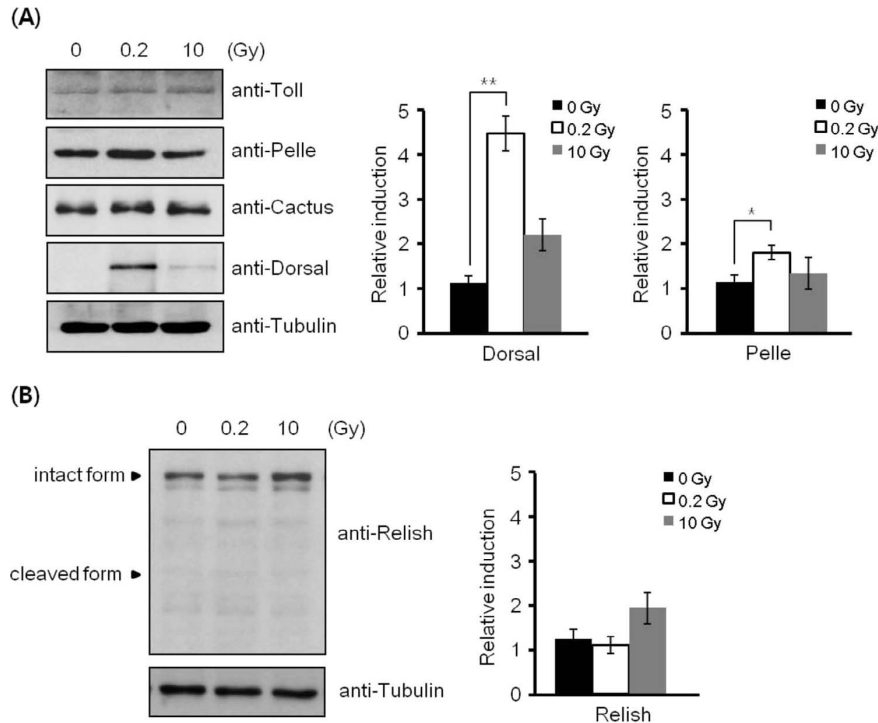 (A)
0 0.2 10 (Gy)
anti-Toll
anti-Pelle
anti-Cactus
anti-Dorsal
anti-Tubulin
Relative induction
5
4
3
2
1
0
**
0 Gy
0.2 Gy
10 Gy
Dorsal
Relative induction
5
4
3
2
1
0
*
0 Gy
0.2 Gy
10 Gy
Pelle
(B)
0 0.2 10 (Gy)
intact form
cleaved form
anti-Relish
anti-Tubulin
Relative induction
5
4
3
2
1
0
0 Gy
0.2 Gy
10 Gy
Relish